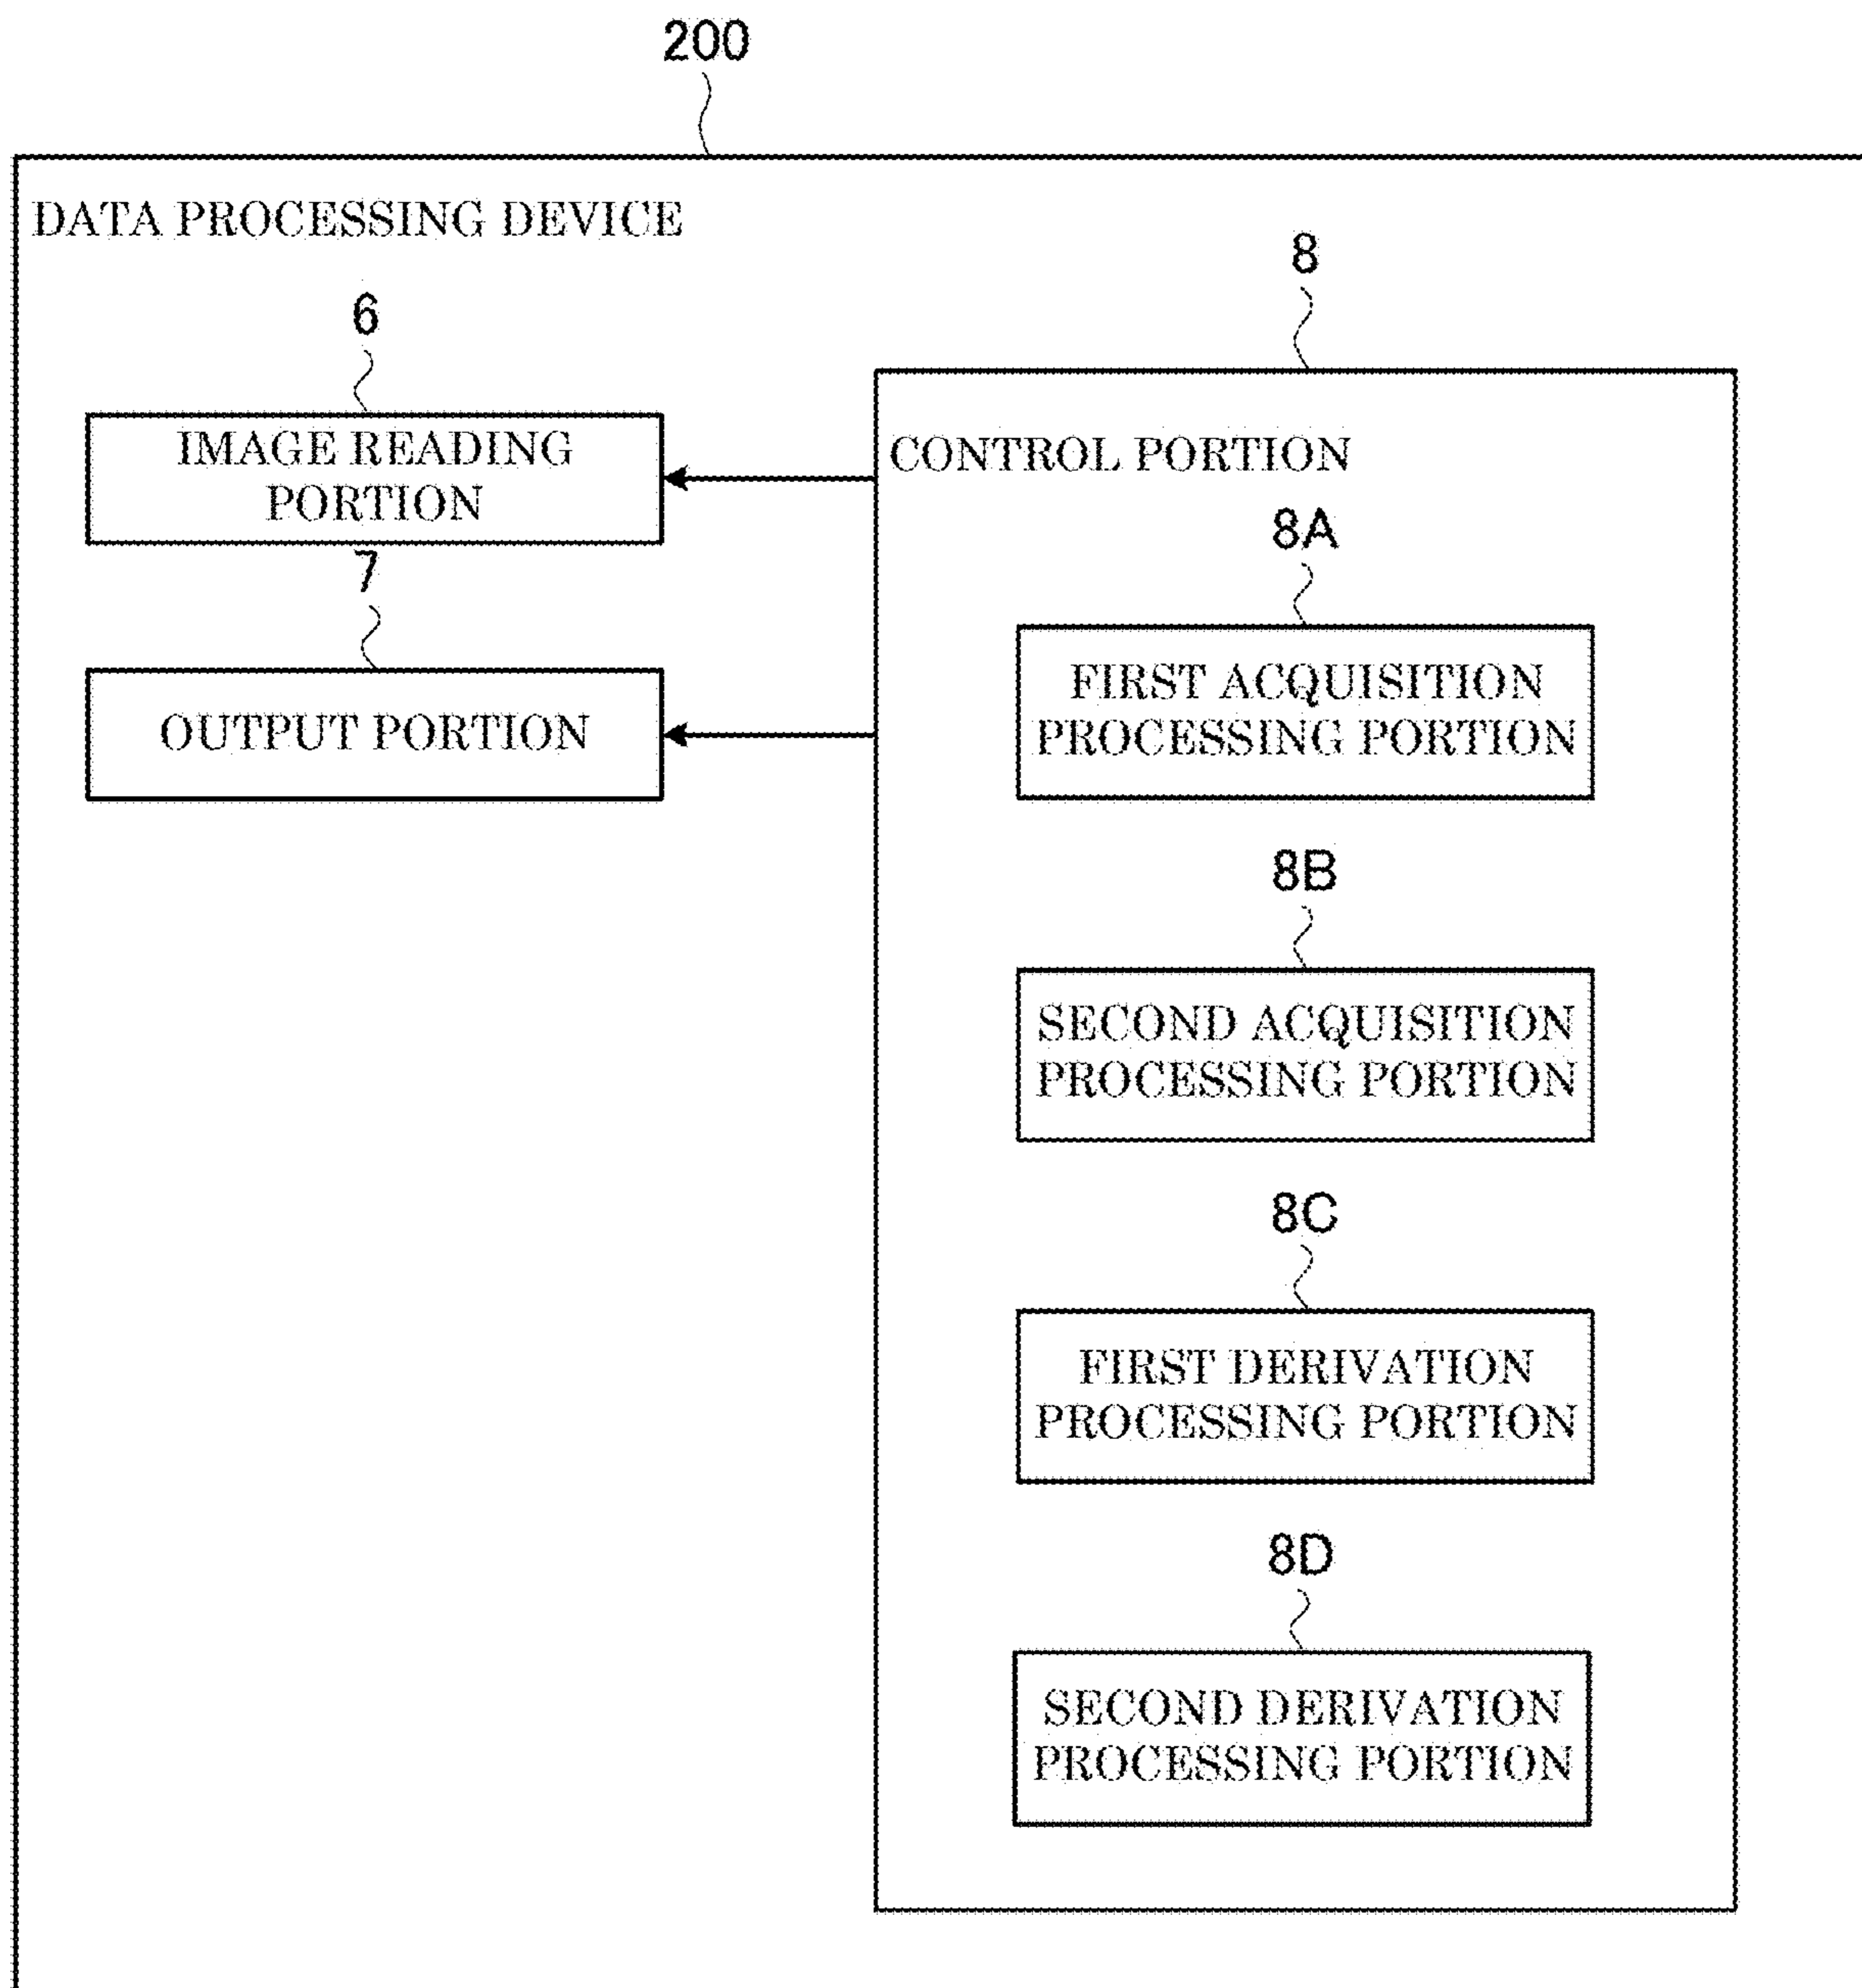 200
DATA PROCESSING DEVICE
6
IMAGE READING
PORTION
7
OUTPUT PORTION
8
CONTROL PORTION
8A
FIRST ACQUISITION
PROCESSING PORTION
8B
SECOND ACQUISITION
PROCESSING PORTION
8C
FIRST DERIVATION
PROCESSING PORTION
8D
SECOND DERIVATION
PROCESSING PORTION